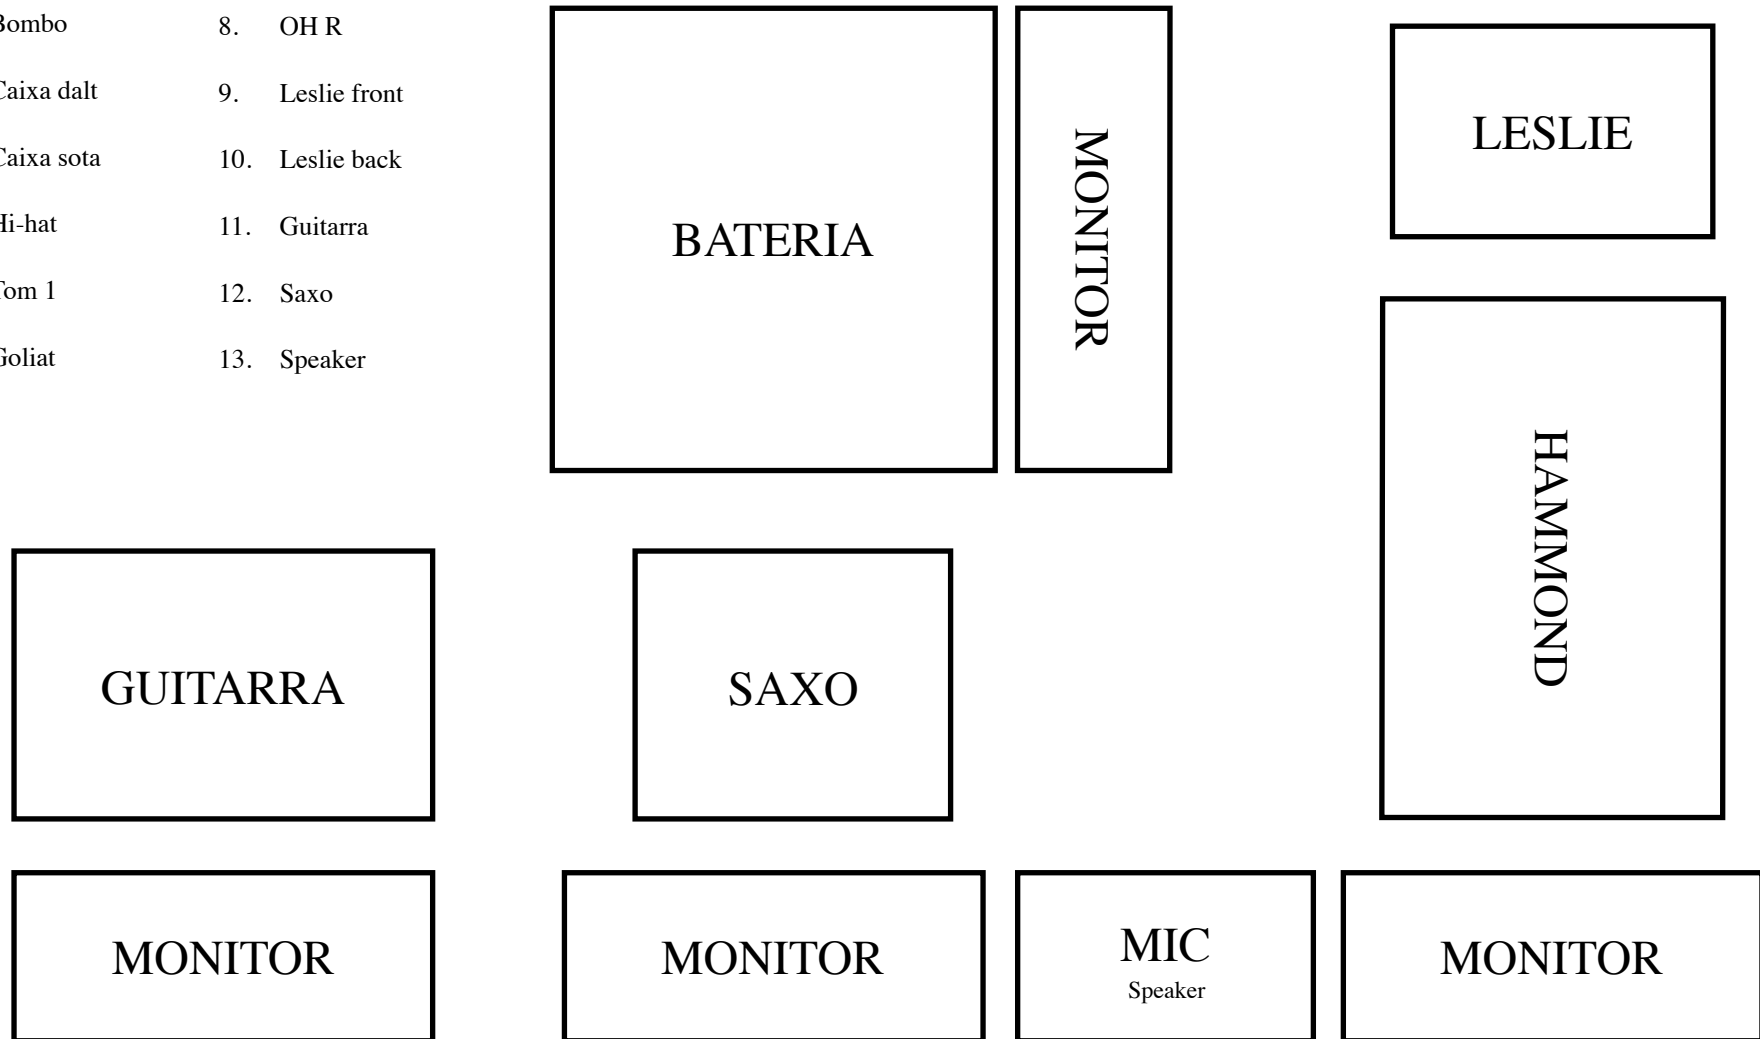 Bombo
Caixa dalt
Caixa sota
Hi-hat
Tom 1
Goliat
8. OH R
9. Leslie front
10. Leslie back
11. Guitarra
12. Saxo
13. Speaker
BATERIA
MONITOR
LESLIE
HAMMOND
GUITARRA
SAXO
MONITOR
MONITOR
MIC
Speaker
MONITOR